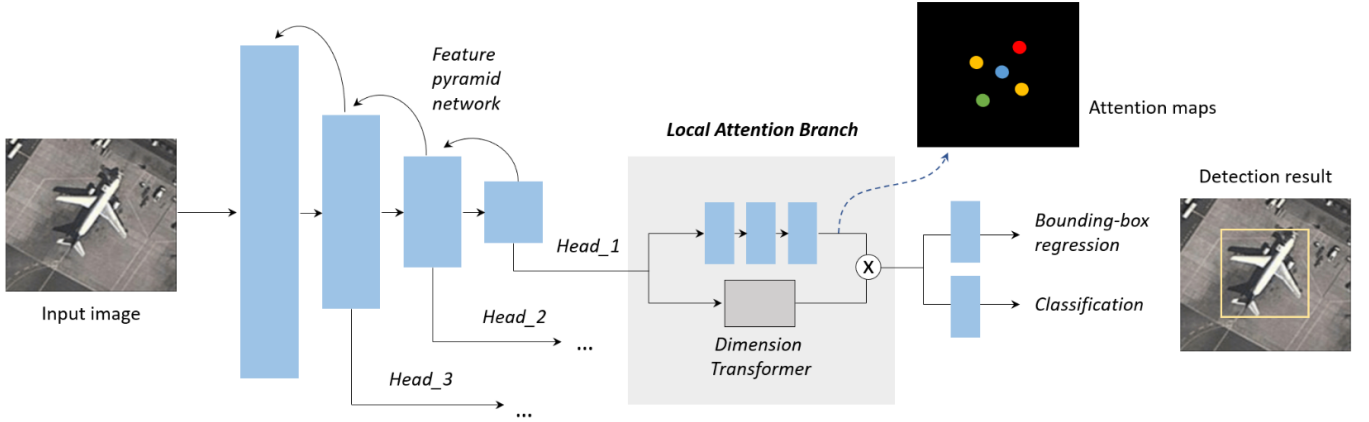 Input image
Feature
pyramid
network
Head_1
Head_2
...
Head_3
...
Local Attention Branch
X
Dimension
Transformer
Attention maps
Bounding-box
regression
Classification
Detection result